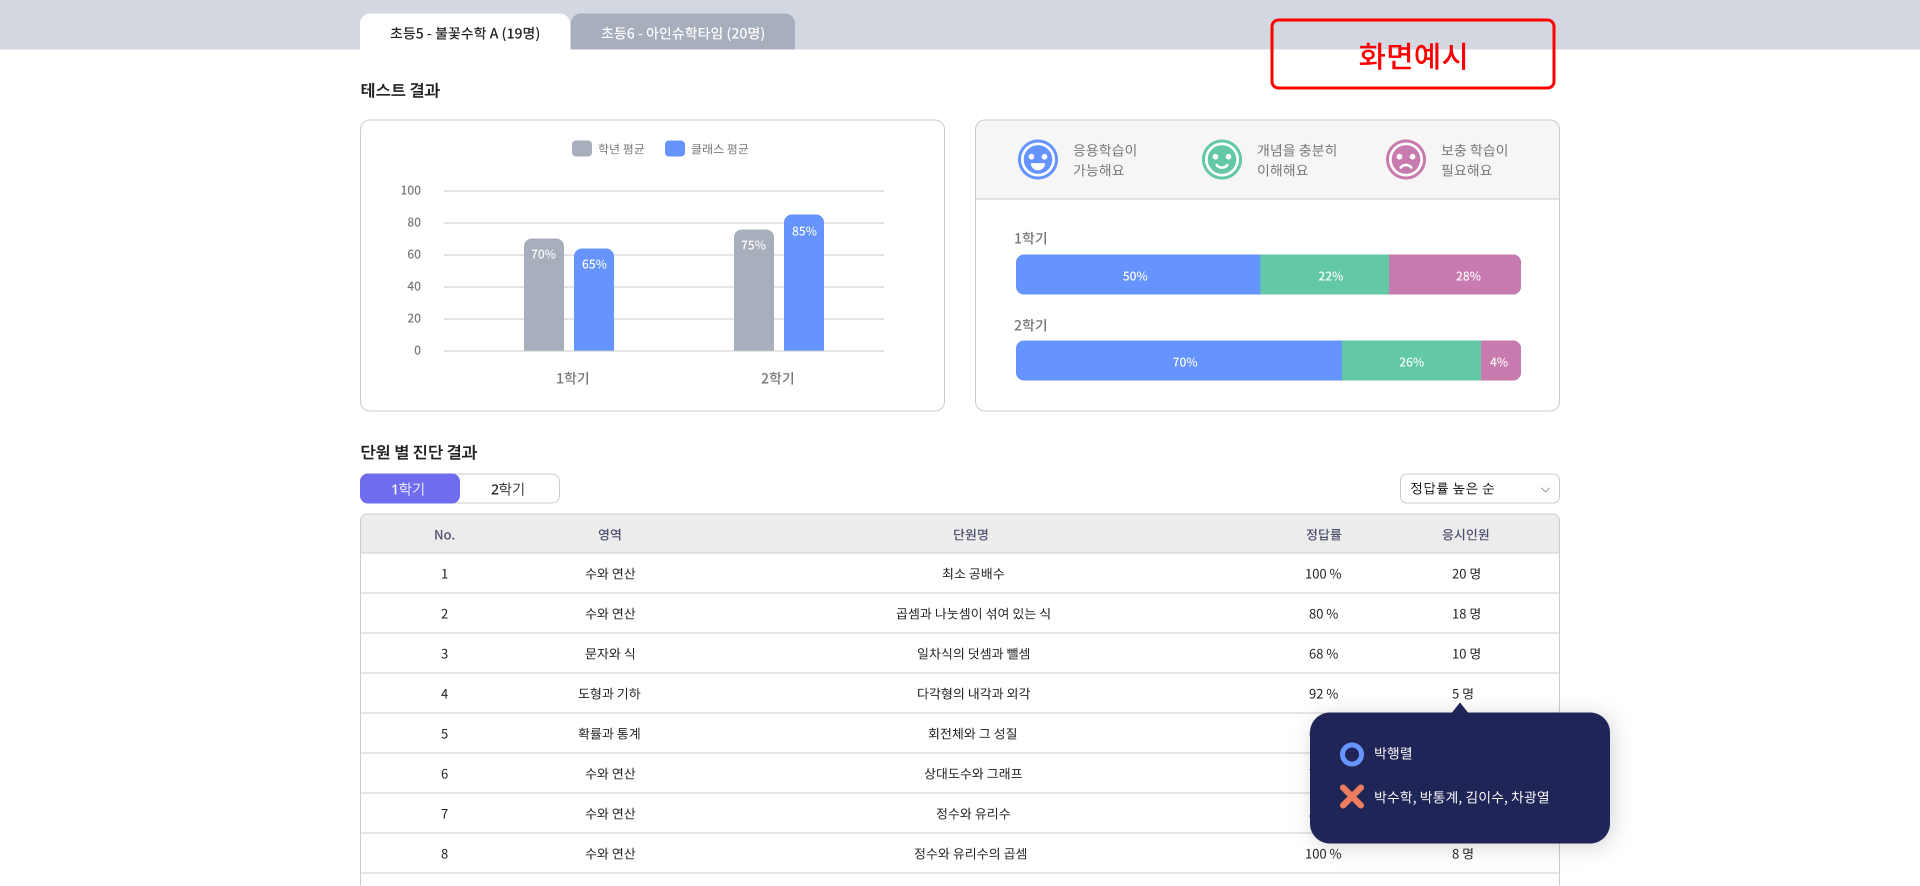 초등5 - 불꽃수학 A (19명)
초등6 - 아인슈학타임 (20명)
화면예시
테스트 결과
학년 평균
클래스 평균
100
80
60
40
20
0
70%
65%
75%
85%
1학기
2학기
응용학습이
가능해요
개념을 충분히
이해해요
보충 학습이
필요해요
1학기
50%
22%
28%
2학기
70%
26%
4%
단원 별 진단 결과
1학기
2학기
정답률 높은 순
No. 영역 단원명 정답률 응시인원
1 수와 연산 최소 공배수 100 % 20 명
2 수와 연산 곱셈과 나눗셈이 섞여 있는 식 80 % 18 명
3 문자와 식 일차식의 덧셈과 뺄셈 68 % 10 명
4 도형과 기하 다각형의 내각과 외각 92 % 5 명
5 확률과 통계 회전체와 그 성질
6 수와 연산 상대도수와 그래프
7 수와 연산 정수와 유리수
8 수와 연산 정수와 유리수의 곱셈 100 % 8 명
박행렬
박수학, 박통계, 김이수, 차광열